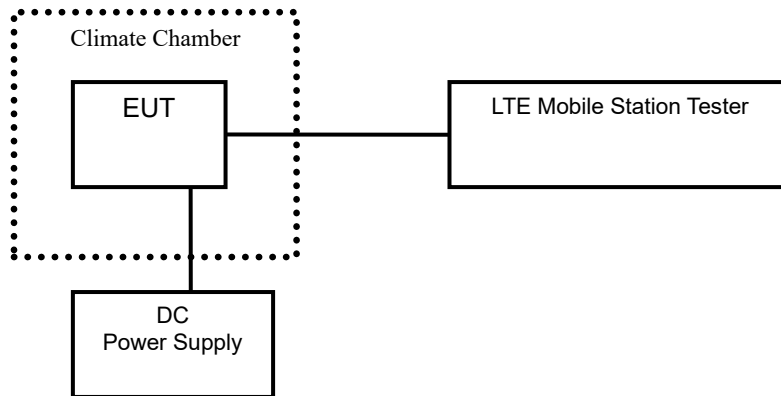 Climate Chamber
EUT
LTE Mobile Station Tester
DC
Power Supply